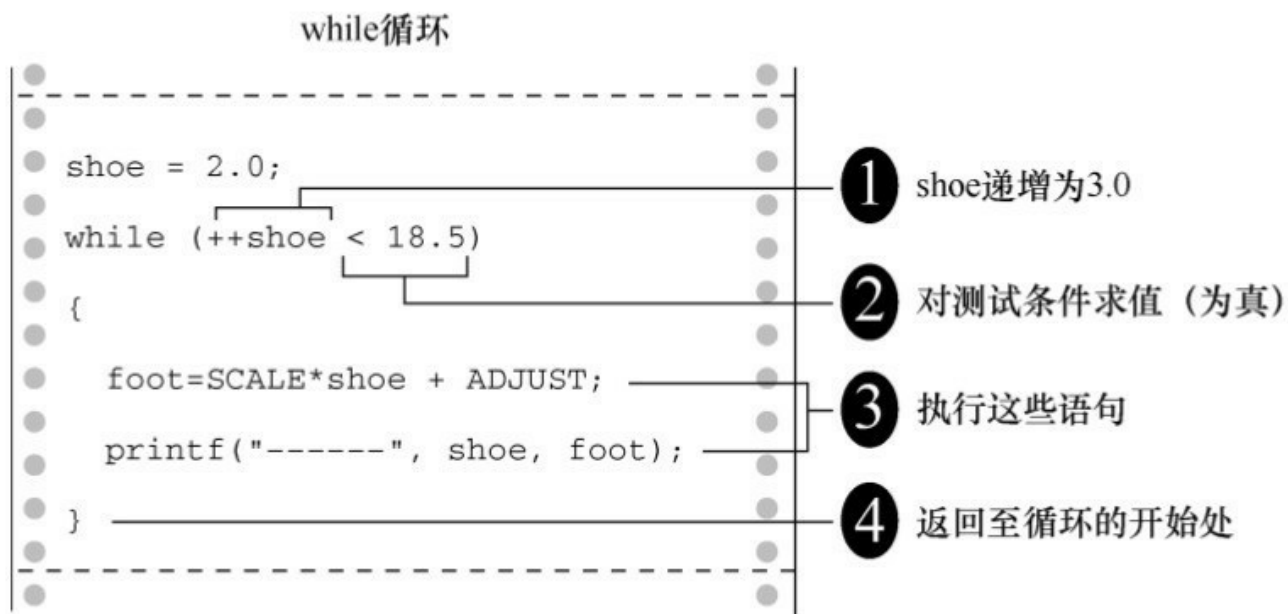 while循环
shoe = 2.0;
1 shoe递增为3.0
while (++shoe < 18.5)
2 对测试条件求值（为真）
{
foot=SCALE*shoe + ADJUST;
3 执行这些语句
printf("------", shoe, foot);
}
4 返回至循环的开始处